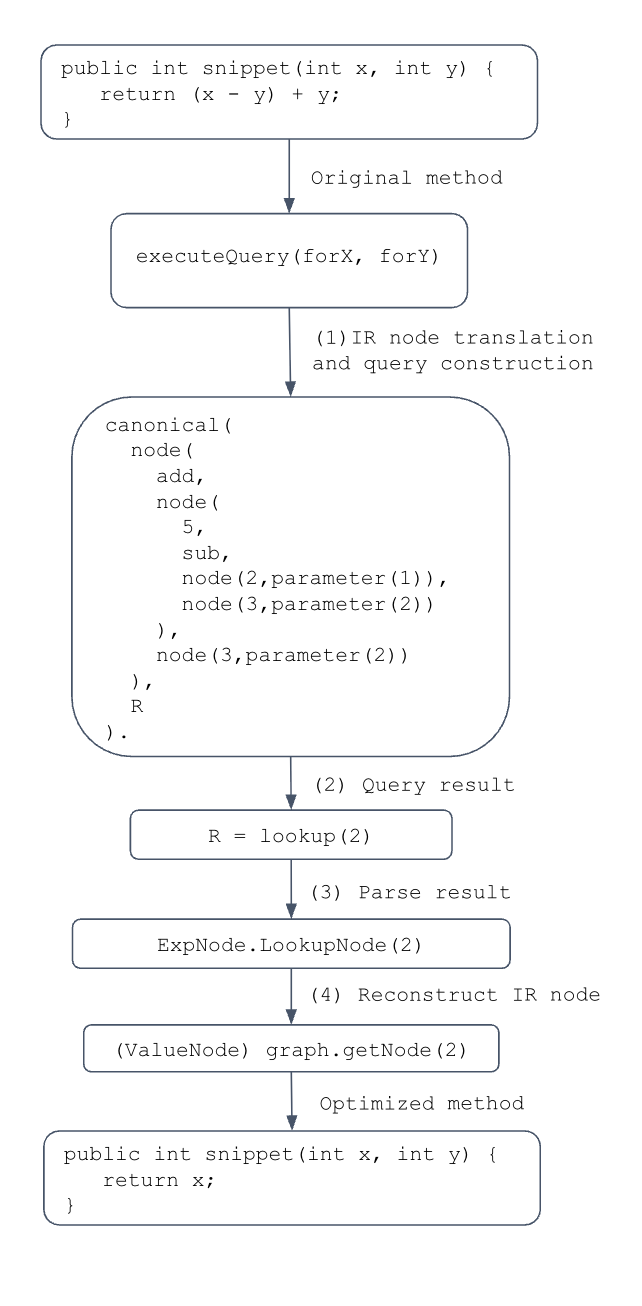 public int snippet(int x, int y) {
return (x - y) + y;
}
Original method
executeQuery(forX, forY)
(1)IR node translation
and query construction
canonical(
node(
add,
node(
5,
sub,
node(2,parameter(1)),
node(3,parameter(2))
),
node(3,parameter(2))
),
R
).
(2) Query result
R = lookup(2)
(3) Parse result
ExpNode.LookupNode(2)
(4) Reconstruct IR node
(ValueNode) graph.getNode(2)
Optimized method
public int snippet(int x, int y) {
return x;
}